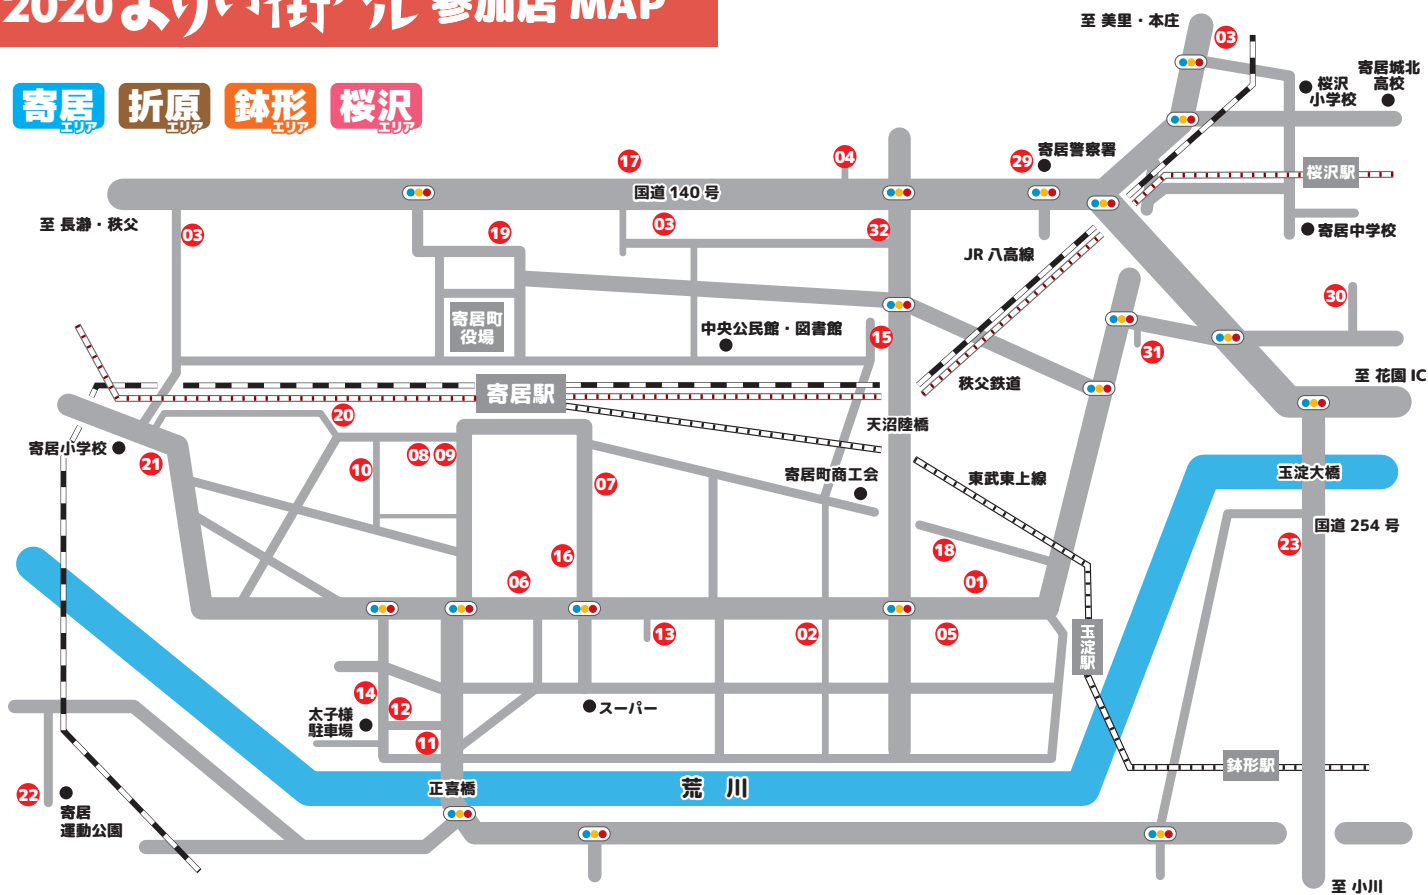 2020 よりい街バル 参加店 MAP
寄居
エリア
折原
エリア
鉢形
エリア
桜沢
エリア
至 美里・本庄
03
桜沢
小学校
寄居城北
高校
17
04
29
寄居警察署
国道 140 号
桜沢駅
至 長瀞・秩父
03
19
03
32
寄居中学校
JR 八高線
30
寄居町
役場
中央公民館・図書館
15
31
秩父鉄道
至 花園 IC
寄居駅
20
天沼陸橋
寄居小学校
21
10
08
09
07
寄居町商工会
東武東上線
玉淀大橋
国道 254 号
16
18
23
06
01
13
02
05
玉淀駅
14
12
太子様
駐車場
スーパー
11
鉢形駅
正喜橋
荒 川
22
寄居
運動公園
至 小川